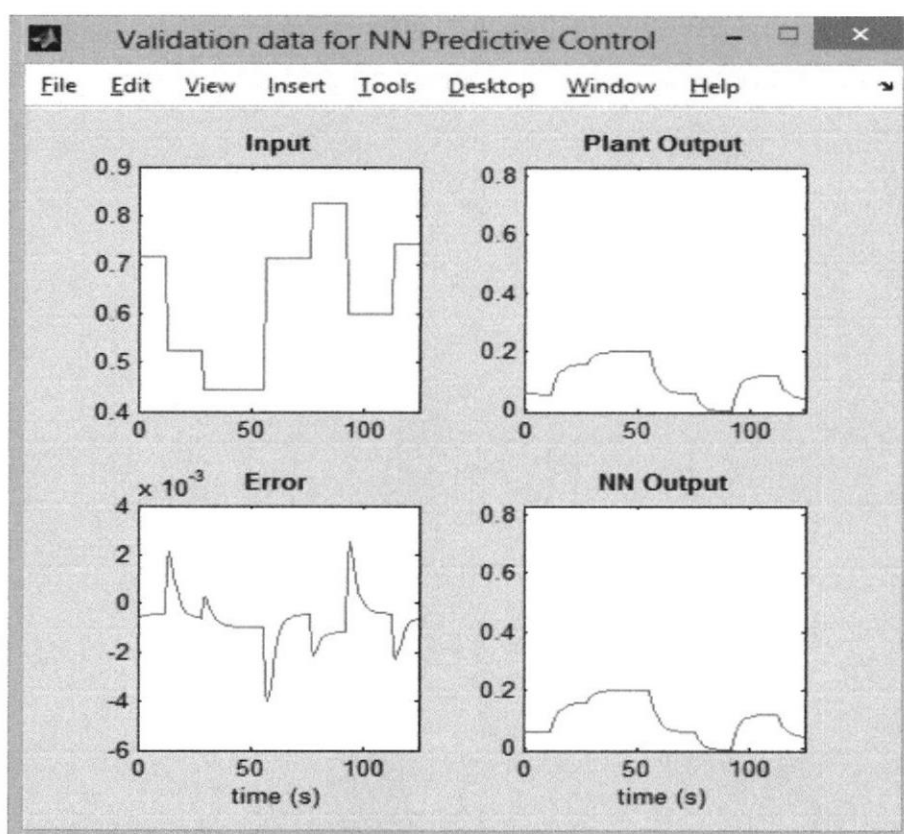 Validation data for NN Predictive Control
File Edit View Insert Tools Desktop Window Help
Input
0.9
0.8
0.7
0.6
0.5
0.4
0 50 100
Plant Output
0.8
0.6
0.4
0.2
0
0 50 100
Error
× 10⁻³
4
2
0
-2
-4
-6
0 50 100
time (s)
NN Output
0.8
0.6
0.4
0.2
0
0 50 100
time (s)